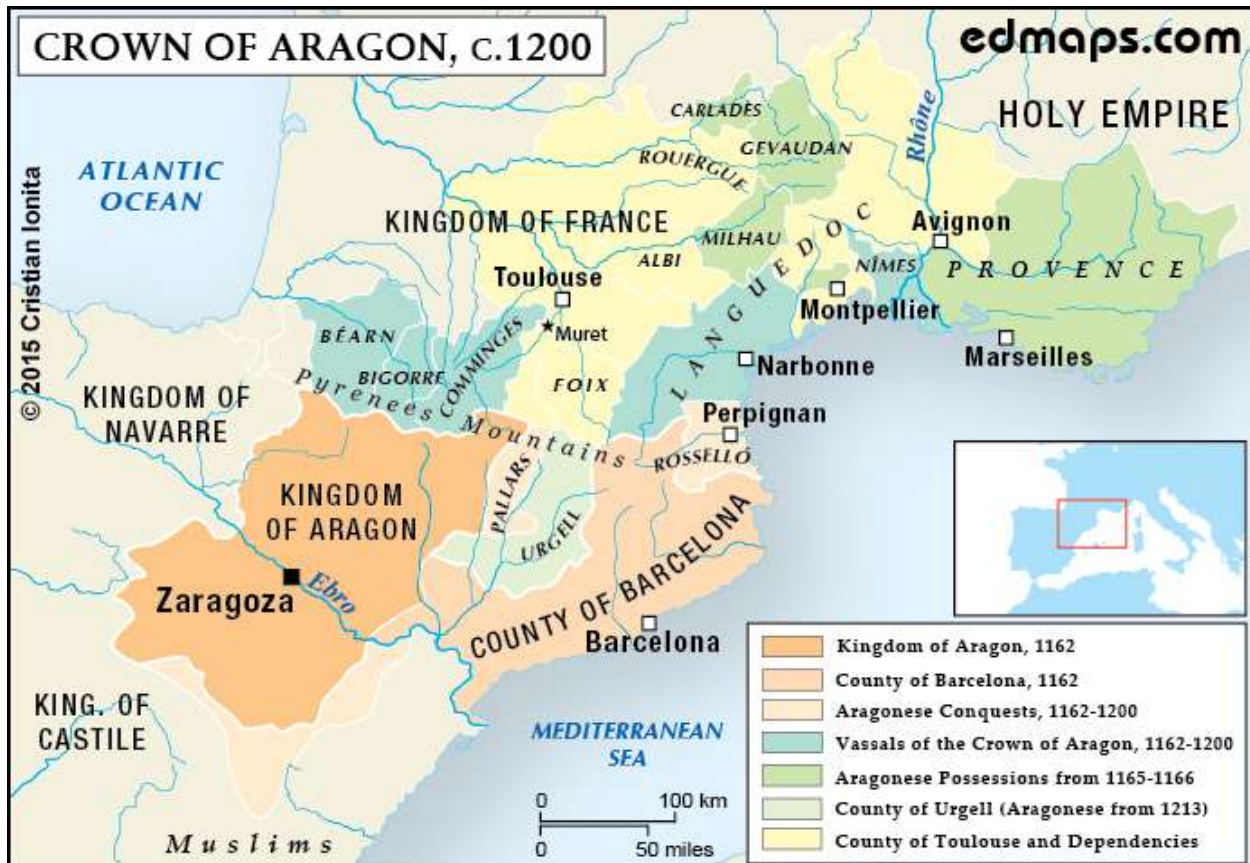 CROWN OF ARAGON, C.1200
edmaps.com
HOLY EMPIRE
Rhône
CARLADÈS
GEVAUDAN
ROUERGUE
ATLANTIC
OCEAN
KINGDOM OF FRANCE
MILHAU
ALBI
LANGUEDOC
Avignon
NÎMES
PROVENCE
Toulouse
Montpellier
Muret
Marseilles
BÉARN
BIGORRE
COMMINGES
FOIX
Narbonne
Pyrenees Mountains
Perpignan
ROSSELLÓ
© 2015 Cristian Ionita
KINGDOM OF
NAVARRE
KINGDOM
OF ARAGON
PALLARS
URGELL
Zaragoza
Ebro
COUNTY OF BARCELONA
Barcelona
KING. OF
CASTILE
MEDITERRANEAN
SEA
Muslims
0 100 km
0 50 miles
Kingdom of Aragon, 1162
County of Barcelona, 1162
Aragonese Conquests, 1162-1200
Vassals of the Crown of Aragon, 1162-1200
Aragonese Possessions from 1165-1166
County of Urgell (Aragonese from 1213)
County of Toulouse and Dependencies